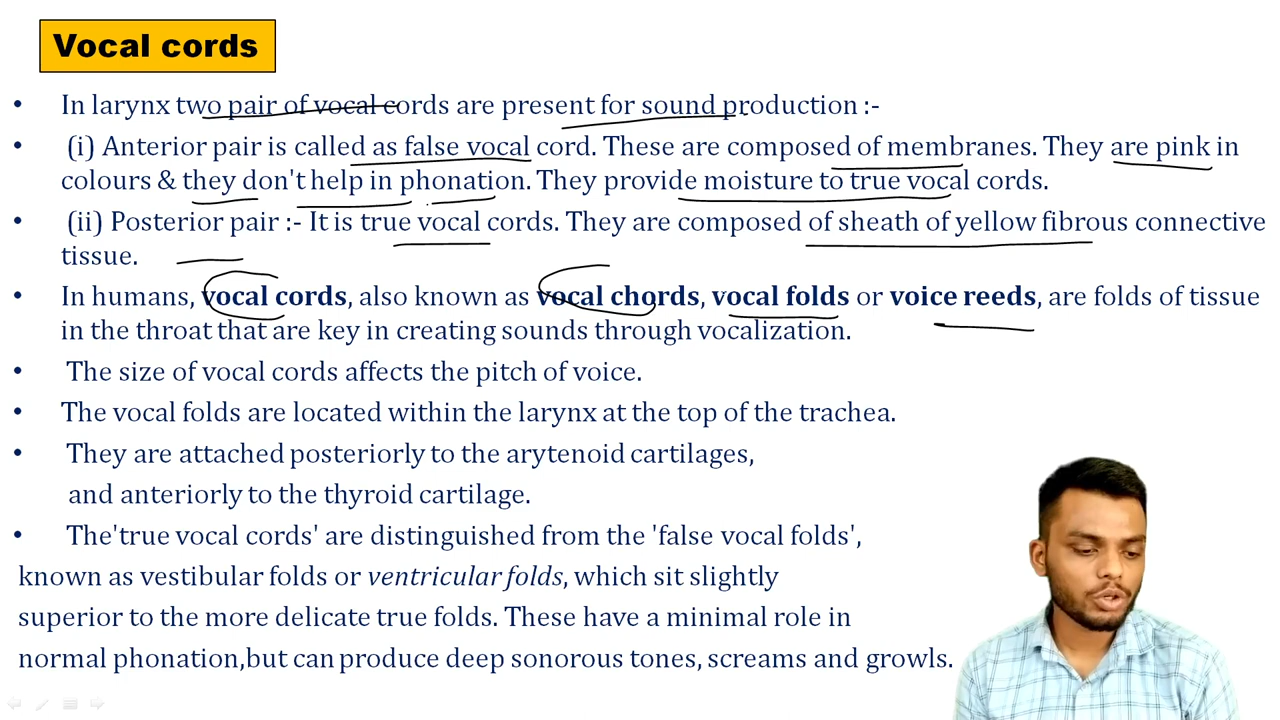 Vocal cords
• In larynx two pair of vocal cords are present for sound production :-
• (i) Anterior pair is called as false vocal cord. These are composed of membranes. They are pink in
colours & they don't help in phonation. They provide moisture to true vocal cords.
• (ii) Posterior pair :- It is true vocal cords. They are composed of sheath of yellow fibrous connective
tissue.
• In humans, vocal cords, also known as vocal chords, vocal folds or voice reeds, are folds of tissue
in the throat that are key in creating sounds through vocalization.
• The size of vocal cords affects the pitch of voice.
• The vocal folds are located within the larynx at the top of the trachea.
• They are attached posteriorly to the arytenoid cartilages,
and anteriorly to the thyroid cartilage.
• The'true vocal cords' are distinguished from the 'false vocal folds',
known as vestibular folds or ventricular folds, which sit slightly
superior to the more delicate true folds. These have a minimal role in
normal phonation,but can produce deep sonorous tones, screams and growls.